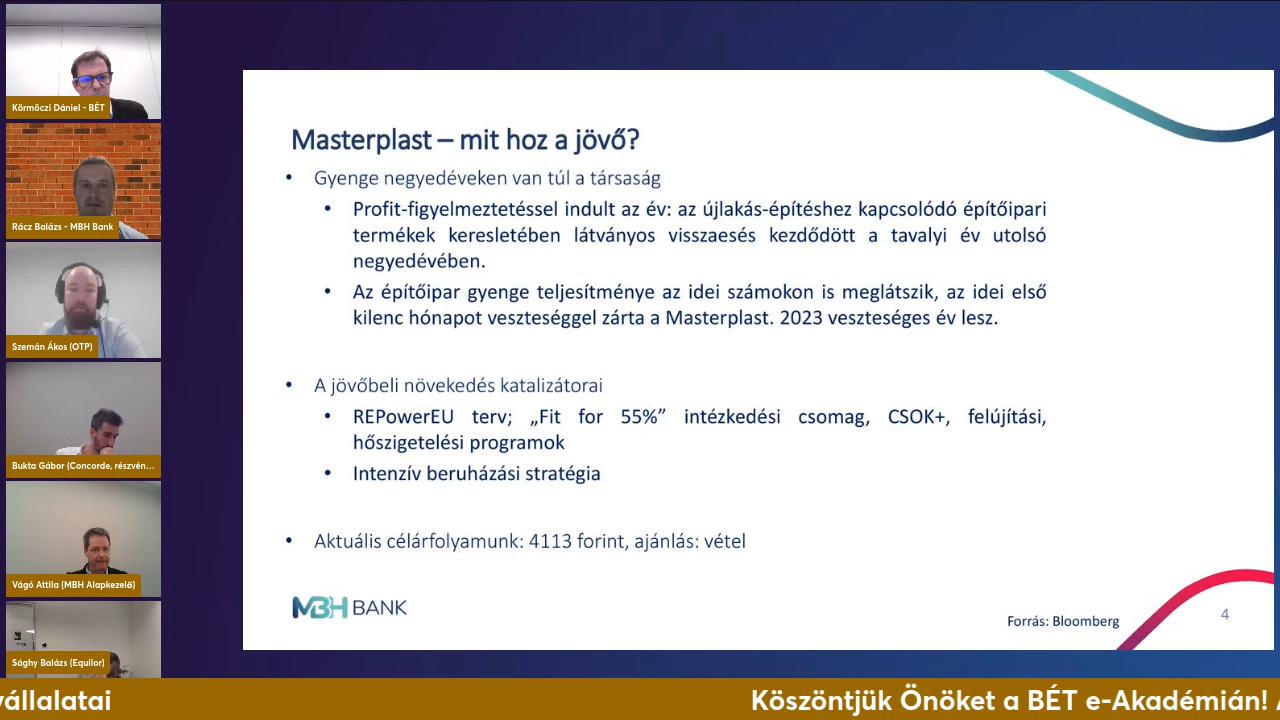 Körmöczi Dániel - BÉT
Rácz Balázs - MBH Bank
Szemán Ákos (OTP)
Bukta Gábor (Concorde, részvén...
Vágó Attila (MBH Alapkezelő)
Sághy Balázs (Equilor)
Masterplast – mit hoz a jövő?
• Gyenge negyedéveken van túl a társaság
• Profit-figyelmeztetéssel indult az év: az újlakás-építéshez kapcsolódó építőipari
termékek keresletében látványos visszaesés kezdődött a tavalyi év utolsó
negyedévében.
• Az építőipar gyenge teljesítménye az idei számokon is meglátszik, az idei első
kilenc hónapot veszteséggel zárta a Masterplast. 2023 veszteséges év lesz.
• A jövőbeli növekedés katalizátorai
• REPowerEU terv; „Fit for 55%” intézkedési csomag, CSOK+, felújítási,
hőszigetelési programok
• Intenzív beruházási stratégia
• Aktuális célárfolyamunk: 4113 forint, ajánlás: vétel
MBH BANK
Forrás: Bloomberg
4
vállalatai
Köszöntjük Önöket a BÉT e-Akadémián! A